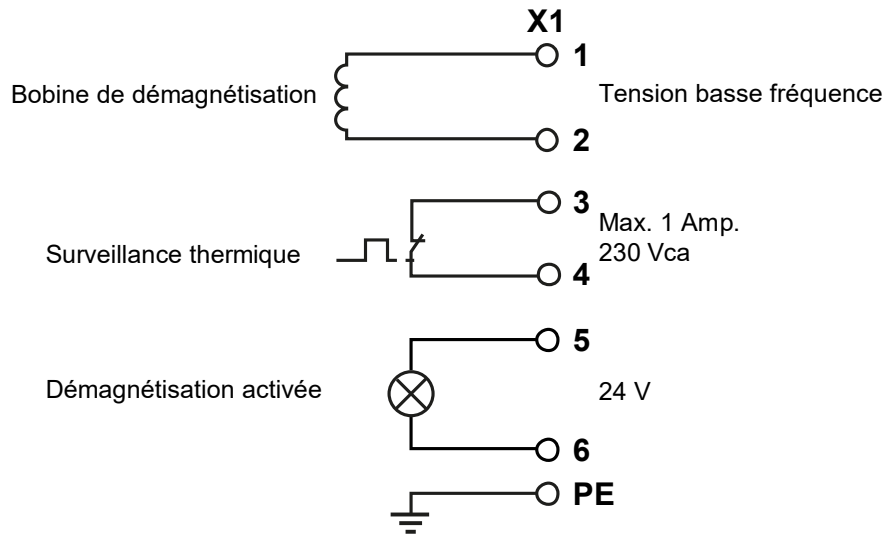 X1
1
Bobine de démagnétisation
Tension basse fréquence
2
3
Max. 1 Amp.
Surveillance thermique
230 Vca
4
5
Démagnétisation activée
24 V
6
PE